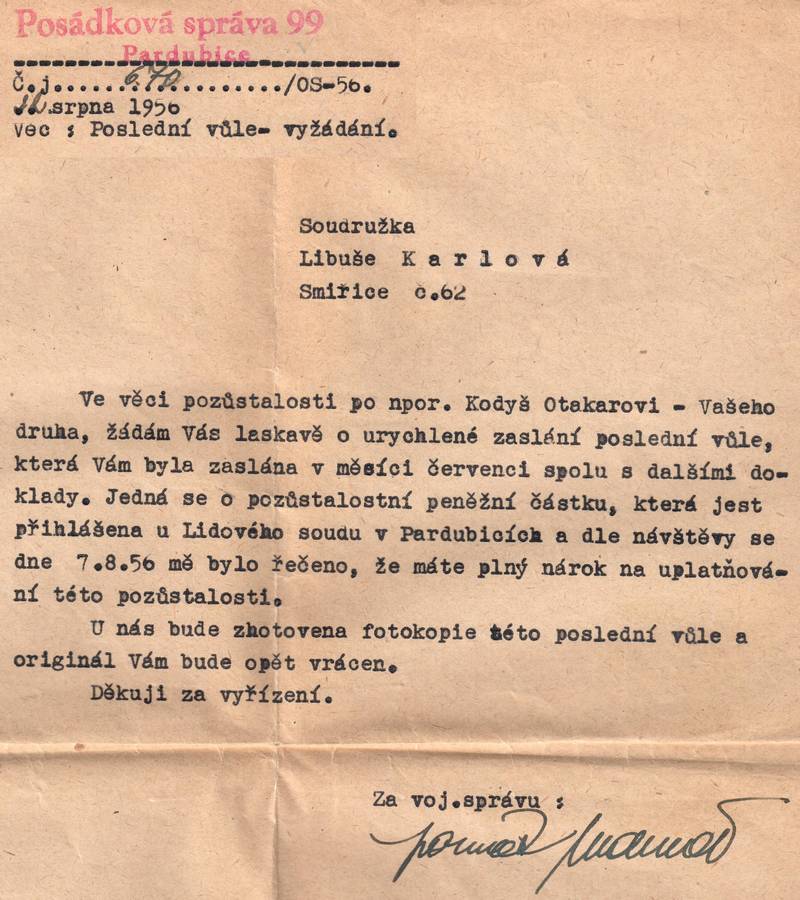 Posádková správa 99
Pardubice
Č.j.......670........./OS-56.
srpna 1956
Věc : Poslední vůle- vyžádání.
Soudružka
Libuše K a r l o v á
Smiřice č.62
Ve věci pozůstalosti po npor. Kodyš Otakarovi - Vašeho
druha, žádám Vás laskavě o urychlené zaslání poslední vůle,
která Vám byla zaslána v měsíci červenci spolu s dalšími do-
klady. Jedná se o pozůstalostní peněžní částku, která jest
přihlášena u Lidového soudu v Pardubicích a dle návštěvy se
dne 7.8.56 mě bylo řečeno, že máte plný nárok na uplatňová-
ní této pozůstalosti.
U nás bude zhotovena fotokopie této poslední vůle a
originál Vám bude opět vrácen.
Děkuji za vyřízení.
Za voj.správu :